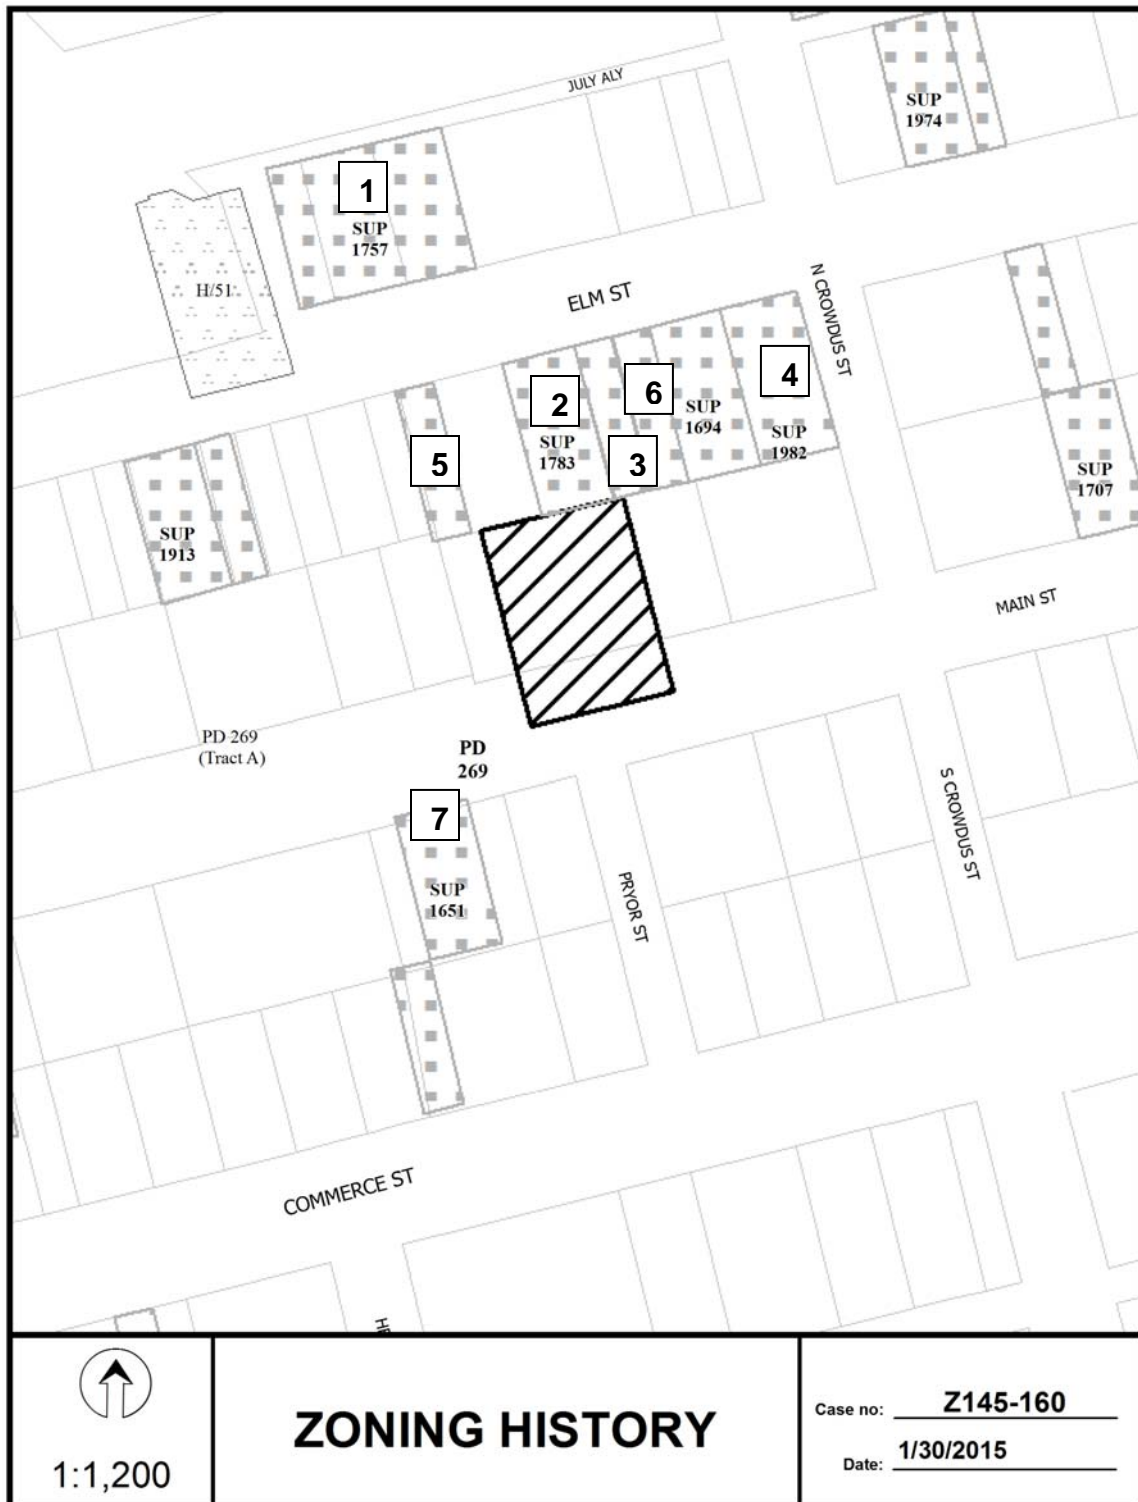 JULY ALY
SUP
1974
1
SUP
1757
H/51
ELM ST
N CROWDUS ST
2
6
4
SUP
1694
SUP
1783
SUP
1982
5
3
SUP
1707
SUP
1913
MAIN ST
PD 269
(Tract A)
PD
269
7
S CROWDUS ST
SUP
1651
PRYOR ST
COMMERCE ST
1:1,200
ZONING HISTORY
Case no: Z145-160
Date: 1/30/2015